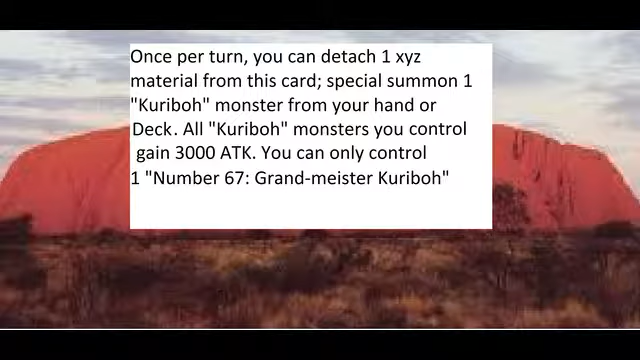 Once per turn, you can detach 1 xyz
material from this card; special summon 1
"Kuriboh" monster from your hand or
Deck. All "Kuriboh" monsters you control
gain 3000 ATK. You can only control
1 "Number 67: Grand-meister Kuriboh"